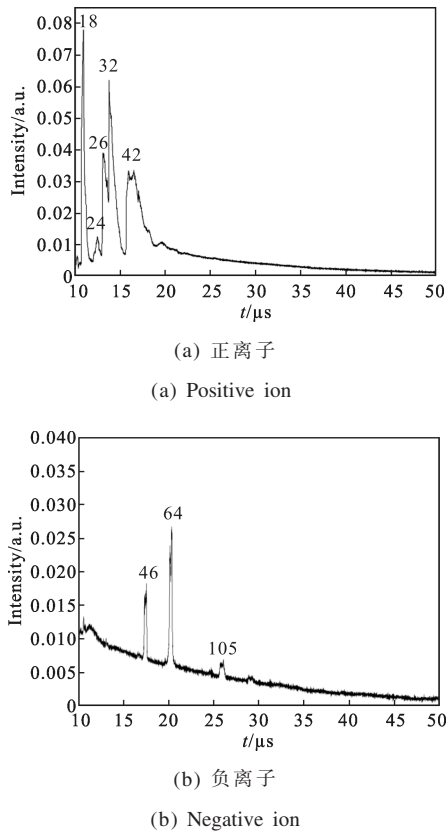 0.08
18
0.07
32
0.06
0.05
26
42
0.04
0.03
24
0.02
0.01
0
Intensity/a.u.
10 15 20 25 30 35 40 45 50
t/μs
(a) 正离子
(a) Positive ion
0.040
0.035
0.030
64
0.025
0.020
46
0.015
0.010
105
0.005
0
Intensity/a.u.
10 15 20 25 30 35 40 45 50
t/μs
(b) 负离子
(b) Negative ion